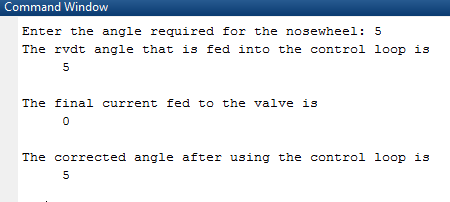 Command Window
Enter the angle required for the nosewheel: 5
The rvdt angle that is fed into the control loop is
5
The final current fed to the valve is
0
The corrected angle after using the control loop is
5